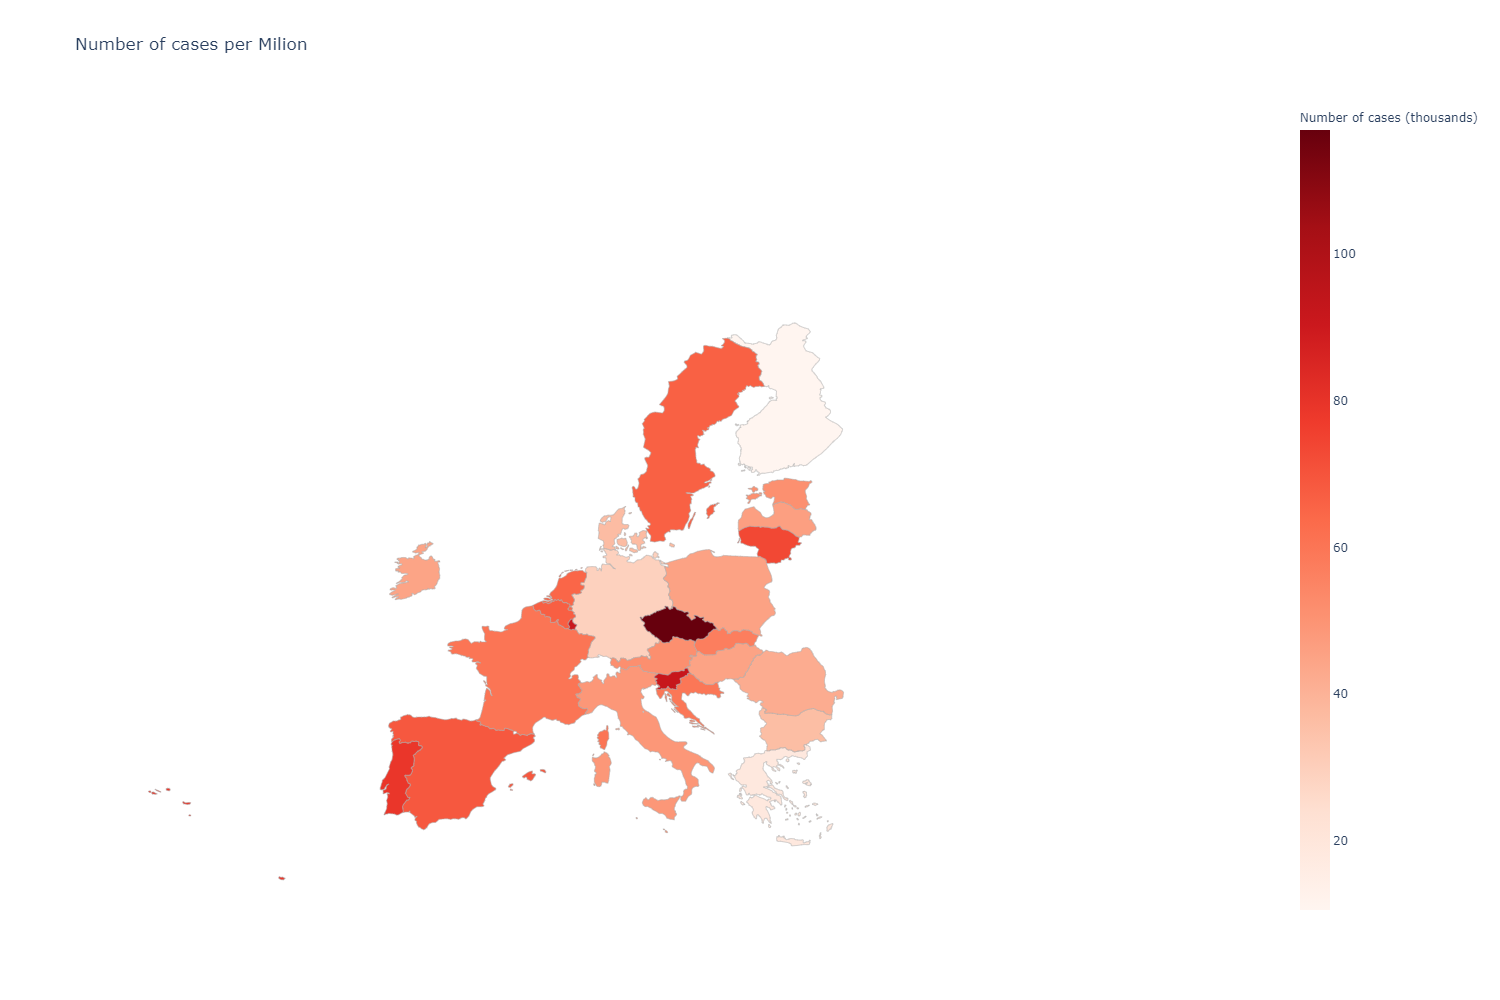 Number of cases per Milion
Number of cases (thousands)
100
80
60
40
20